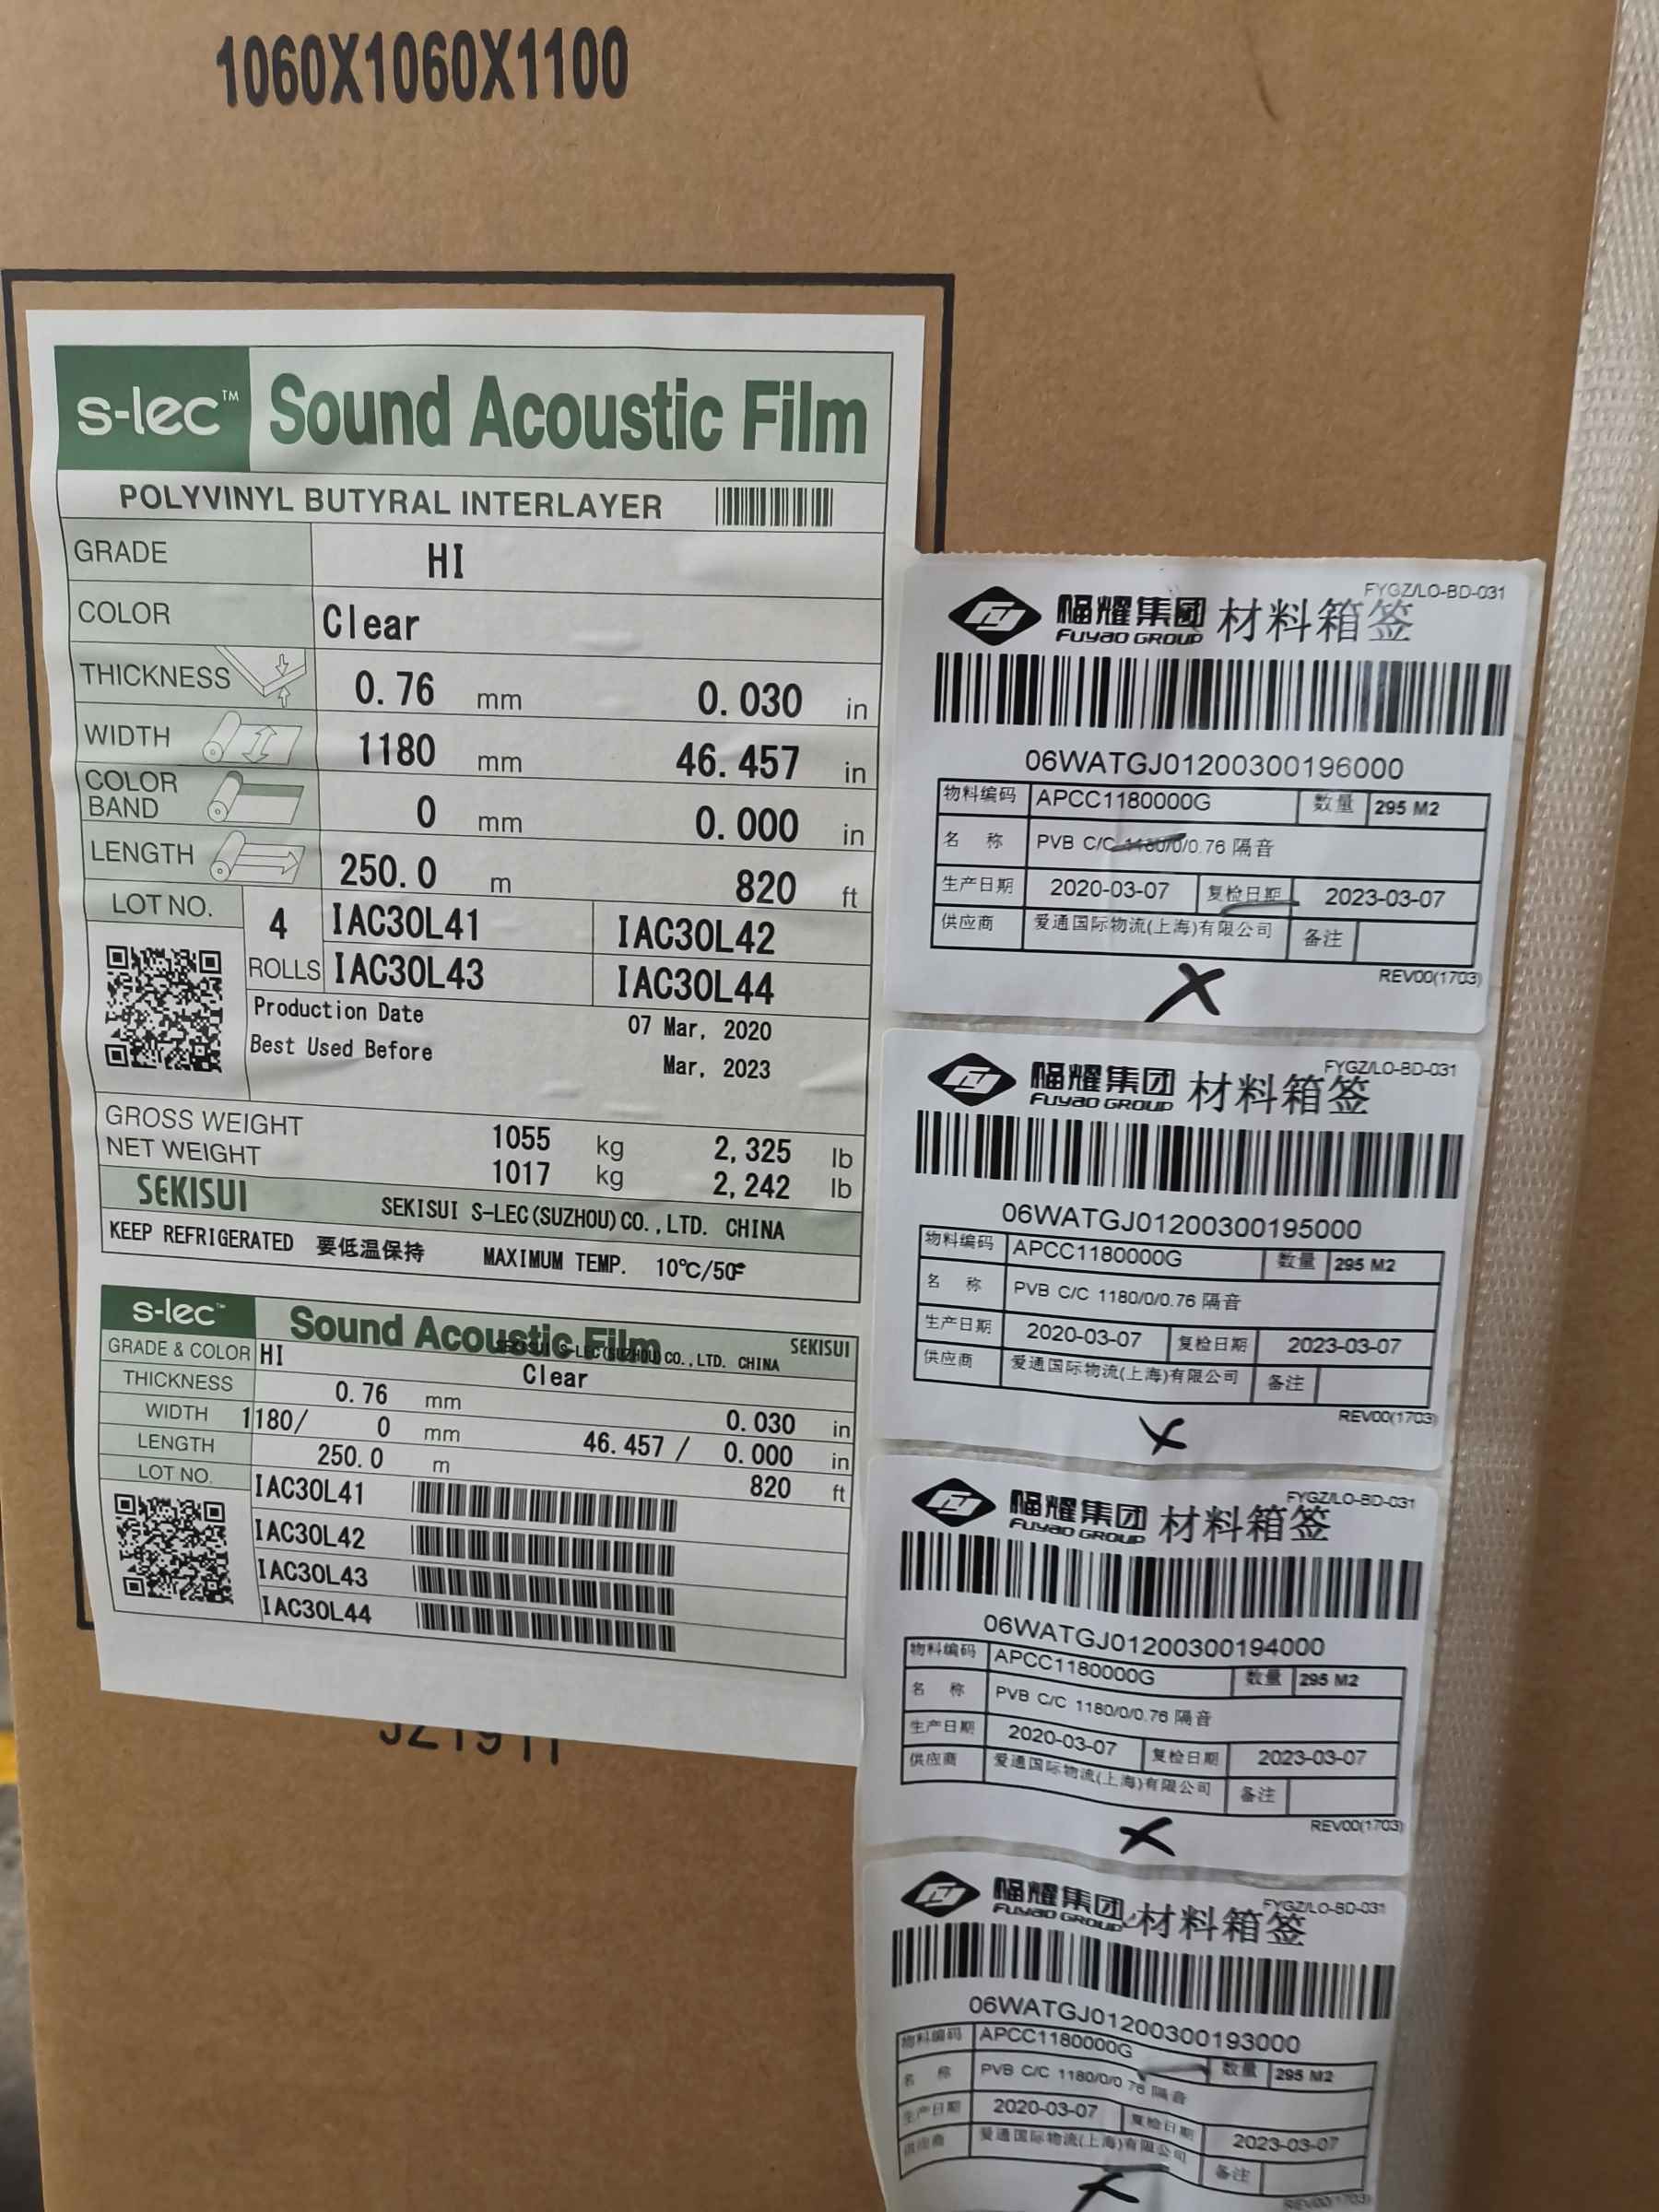 1060X1060X1100
s-lec™ Sound Acoustic Film
POLYVINYL BUTYRAL INTERLAYER
GRADE HI
COLOR Clear
THICKNESS 0.76 mm 0.030 in
WIDTH 1180 mm 46.457 in
COLOR BAND 0 mm 0.000 in
LENGTH 250.0 m 820 ft
LOT NO. 4 ROLLS
IAC30L41 IAC30L42
IAC30L43 IAC30L44
Production Date 07 Mar, 2020
Best Used Before Mar, 2023
GROSS WEIGHT 1055 kg 2,325 lb
NET WEIGHT 1017 kg 2,242 lb
SEKISUI SEKISUI S-LEC(SUZHOU)CO.,LTD. CHINA
KEEP REFRIGERATED 要低温保持 MAXIMUM TEMP. 10℃/50℉
s-lec™ Sound Acoustic Film SEKISUI
SEKISUI S-LEC(SUZHOU)CO.,LTD. CHINA
GRADE & COLOR HI Clear
THICKNESS 0.76 mm 0.030 in
WIDTH 1180/ 0 mm 46.457 / 0.000 in
LENGTH 250.0 m 820 ft
LOT NO.
IAC30L41
IAC30L42
IAC30L43
IAC30L44
FYGZ/LO-BD-031
福耀集团 材料箱签
FUYAO GROUP
06WATGJ01200300196000
物料编码 APCC1180000G 数量 295 M2
名 称 PVB C/C 1180/0/0.76 隔音
生产日期 2020-03-07 复检日期 2023-03-07
供应商 爱通国际物流(上海)有限公司 备注
REV00(1703)
FYGZ/LO-BD-031
福耀集团 材料箱签
FUYAO GROUP
06WATGJ01200300195000
物料编码 APCC1180000G 数量 295 M2
名 称 PVB C/C 1180/0/0.76 隔音
生产日期 2020-03-07 复检日期 2023-03-07
供应商 爱通国际物流(上海)有限公司 备注
REV00(1703)
FYGZ/LO-BD-031
福耀集团 材料箱签
FUYAO GROUP
06WATGJ01200300194000
物料编码 APCC1180000G 数量 295 M2
名 称 PVB C/C 1180/0/0.76 隔音
生产日期 2020-03-07 复检日期 2023-03-07
供应商 爱通国际物流(上海)有限公司 备注
REV00(1703)
FYGZ/LO-BD-031
福耀集团 材料箱签
FUYAO GROUP
06WATGJ01200300193000
物料编码 APCC1180000G 数量 295 M2
名 称 PVB C/C 1180/0/0.76 隔音
生产日期 2020-03-07 复检日期 2023-03-07
供应商 爱通国际物流(上海)有限公司 备注
REV00(1703)